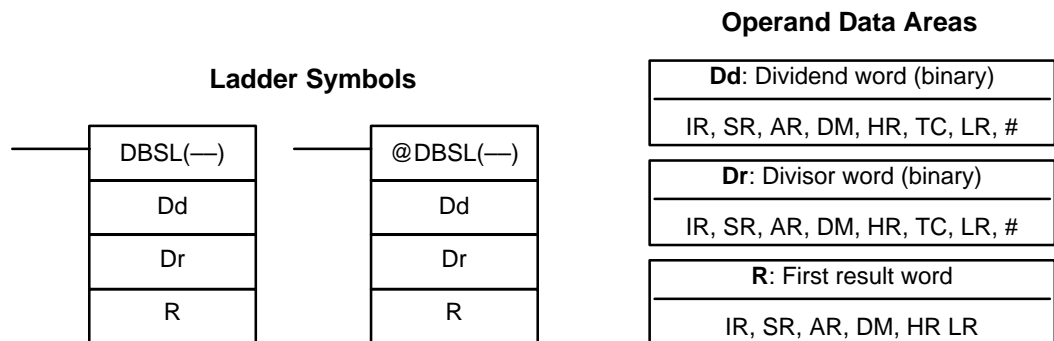 Ladder Symbols
DBSL(––)
Dd
Dr
R
@DBSL(––)
Dd
Dr
R
Operand Data Areas
Dd: Dividend word (binary)
IR, SR, AR, DM, HR, TC, LR, #
Dr: Divisor word (binary)
IR, SR, AR, DM, HR, TC, LR, #
R: First result word
IR, SR, AR, DM, HR LR